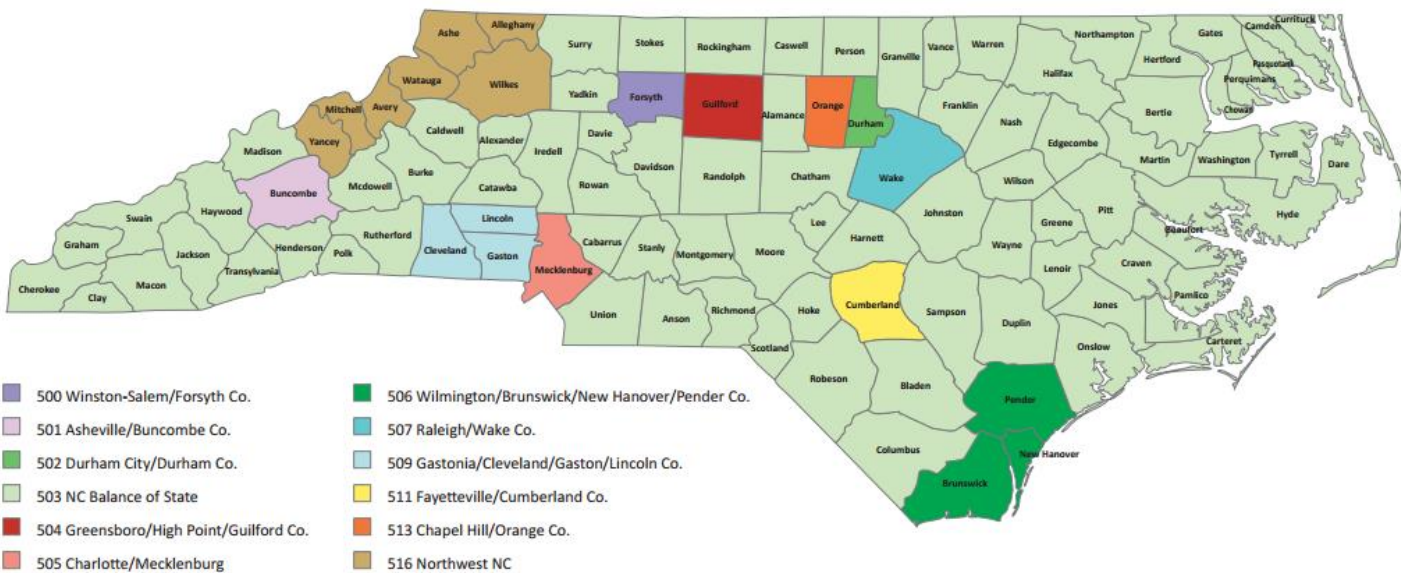 Alleghany
Ashe
Surry
Stokes
Rockingham
Caswell
Person
Granville
Vance
Warren
Northampton
Gates
Camden
Currituck
Hertford
Pasquotank
Perquimans
Chowan
Halifax
Watauga
Wilkes
Yadkin
Forsyth
Guilford
Alamance
Orange
Durham
Franklin
Nash
Bertie
Mitchell
Avery
Yancey
Caldwell
Alexander
Iredell
Davie
Davidson
Randolph
Chatham
Wake
Edgecombe
Martin
Washington
Tyrrell
Dare
Madison
Buncombe
Mcdowell
Burke
Catawba
Rowan
Wilson
Pitt
Hyde
Beaufort
Swain
Haywood
Lincoln
Lee
Johnston
Greene
Graham
Jackson
Henderson
Polk
Rutherford
Cleveland
Gaston
Mecklenburg
Cabarrus
Stanly
Montgomery
Moore
Harnett
Wayne
Lenoir
Craven
Pamlico
Cherokee
Clay
Macon
Transylvania
Union
Anson
Richmond
Hoke
Cumberland
Sampson
Duplin
Jones
Onslow
Carteret
Scotland
Robeson
Bladen
Pender
Columbus
New Hanover
Brunswick
500 Winston-Salem/Forsyth Co.
501 Asheville/Buncombe Co.
502 Durham City/Durham Co.
503 NC Balance of State
504 Greensboro/High Point/Guilford Co.
505 Charlotte/Mecklenburg
506 Wilmington/Brunswick/New Hanover/Pender Co.
507 Raleigh/Wake Co.
509 Gastonia/Cleveland/Gaston/Lincoln Co.
511 Fayetteville/Cumberland Co.
513 Chapel Hill/Orange Co.
516 Northwest NC